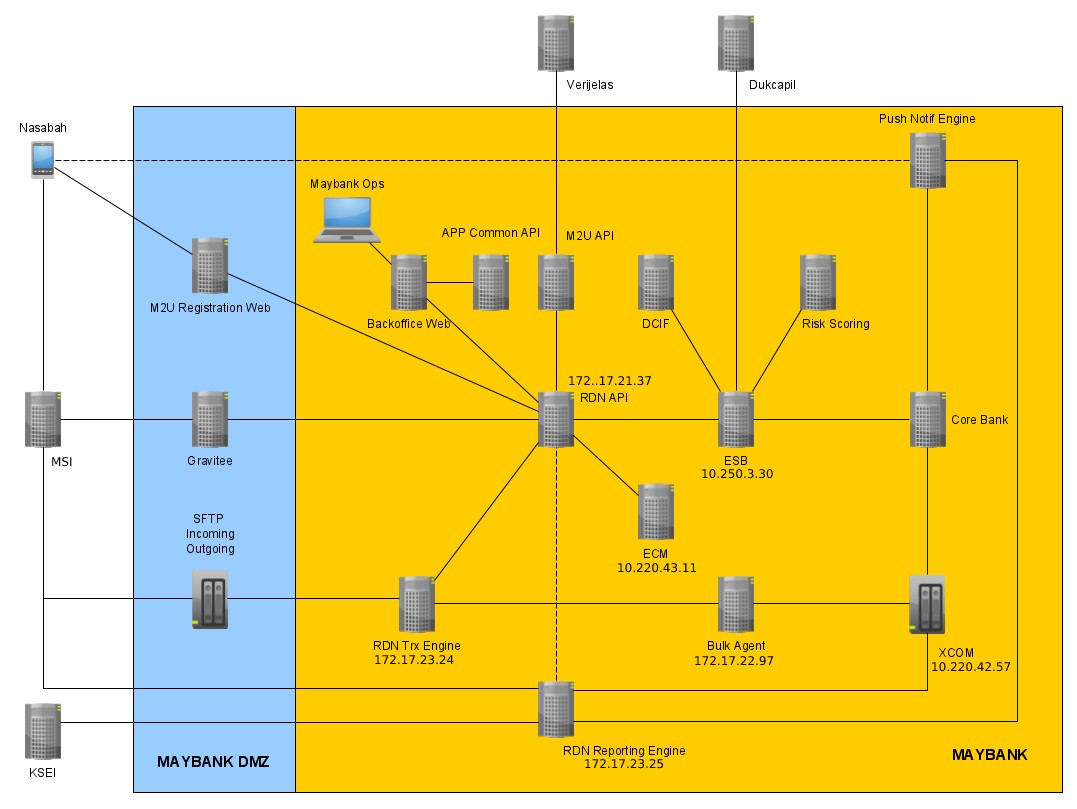 Verijelas
Dukcapil
Nasabah
Push Notif Engine
Maybank Ops
APP Common API
M2U API
M2U Registration Web
Backoffice Web
DCIF
Risk Scoring
172..17.21.37
RDN API
Core Bank
MSI
Gravitee
ESB
10.250.3.30
SFTP
Incoming
Outgoing
ECM
10.220.43.11
RDN Trx Engine
172.17.23.24
Bulk Agent
172.17.22.97
XCOM
10.220.42.57
RDN Reporting Engine
172.17.23.25
KSEI
MAYBANK DMZ
MAYBANK